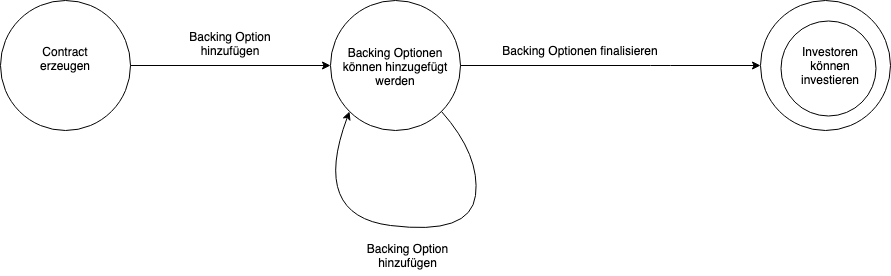 Contract
erzeugen
Backing Option
hinzufügen
Backing Optionen
können hinzugefügt
werden
Backing Optionen finalisieren
Investoren
können
investieren
Backing Option
hinzufügen